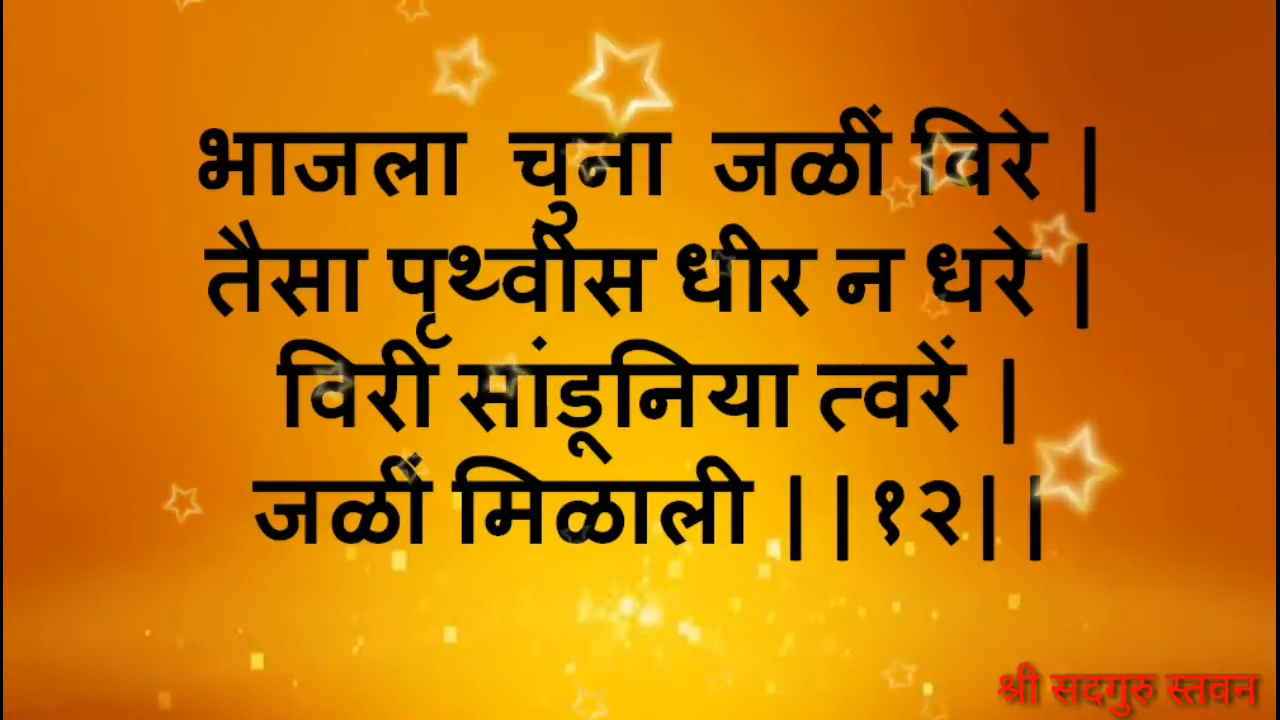 भाजला चुना जळीं विरे |
तैसा पृथ्वीस धीर न धरे |
विरी सांडूनिया त्वरें |
जळीं मिळाली ||१२||
श्री सदगुरु स्तवन